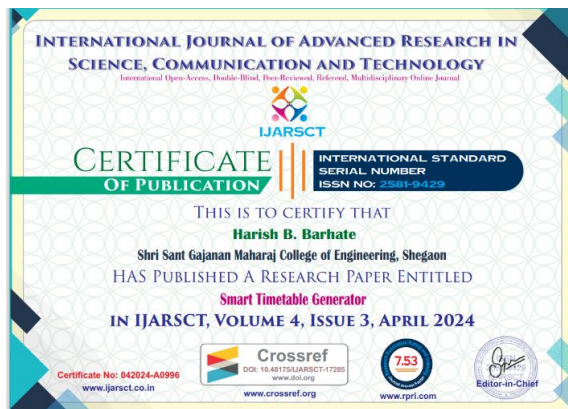 INTERNATIONAL JOURNAL OF ADVANCED RESEARCH IN
SCIENCE, COMMUNICATION AND TECHNOLOGY
International Open-Access, Double-Blind, Peer-Reviewed, Refereed, Multidisciplinary Online Journal
IJARSCT
CERTIFICATE
OF PUBLICATION
INTERNATIONAL STANDARD
SERIAL NUMBER
ISSN NO: 2581-9429
THIS IS TO CERTIFY THAT
Harish B. Barhate
Shri Sant Gajanan Maharaj College of Engineering, Shegaon
HAS PUBLISHED A RESEARCH PAPER ENTITLED
Smart Timetable Generator
IN IJARSCT, VOLUME 4, ISSUE 3, APRIL 2024
Certificate No: 042024-A0996
www.ijarsct.co.in
Crossref
DOI: 10.48175/IJARSCT-17285
www.doi.org
www.crossref.org
7.53
www.rpri.com
Editor-in-Chief